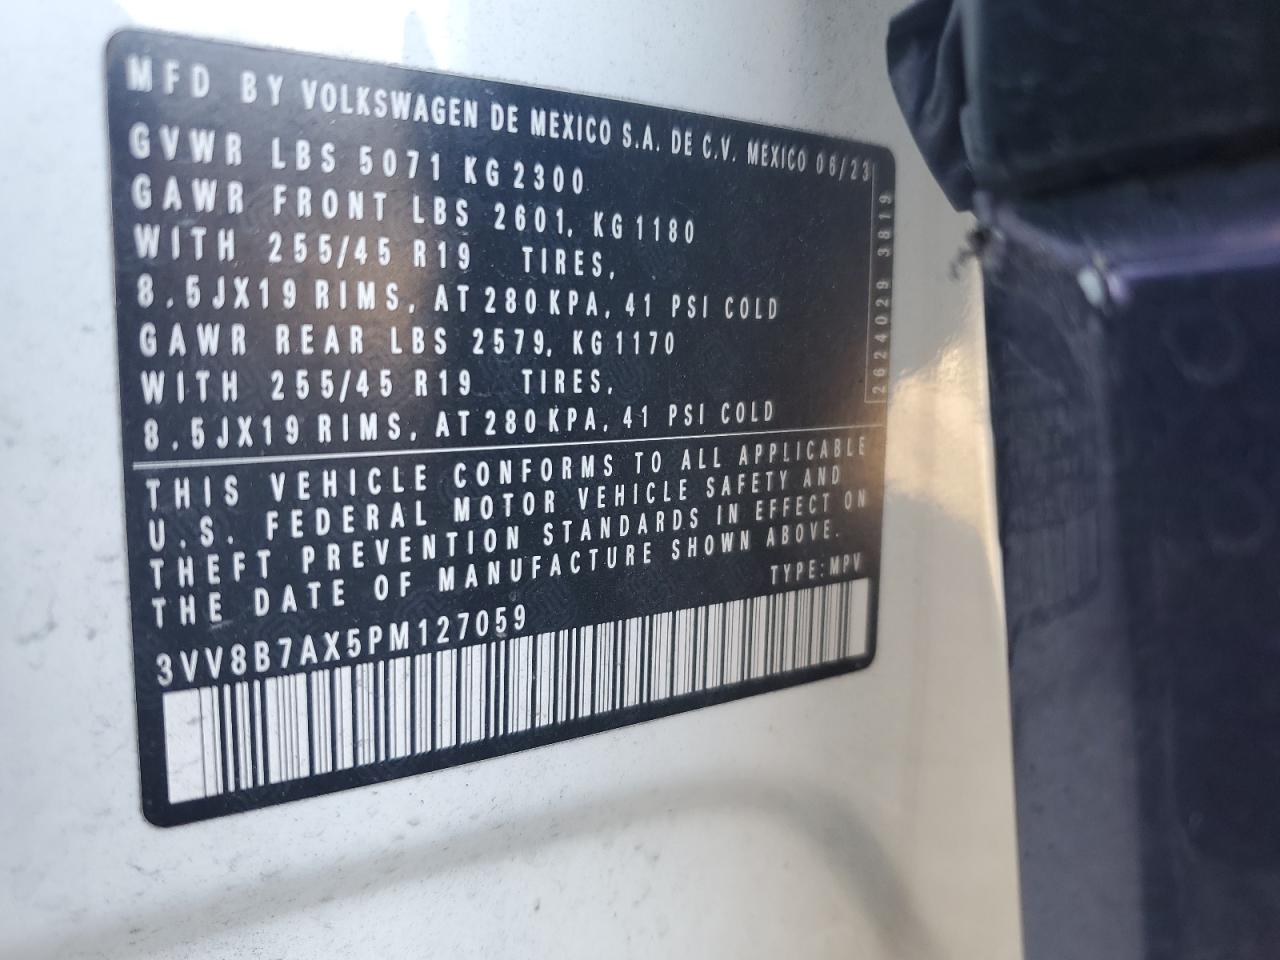 MFD BY VOLKSWAGEN DE MEXICO S.A. DE C.V. MEXICO 06/23
GVWR LBS 5071 KG 2300
GAWR FRONT LBS 2601, KG 1180
WITH 255/45 R19 TIRES,
8.5JX19 RIMS, AT 280 KPA, 41 PSI COLD
GAWR REAR LBS 2579, KG 1170
WITH 255/45 R19 TIRES,
8.5JX19 RIMS, AT 280 KPA, 41 PSI COLD
2624029 3819
THIS VEHICLE CONFORMS TO ALL APPLICABLE
U.S. FEDERAL MOTOR VEHICLE SAFETY AND
THEFT PREVENTION STANDARDS IN EFFECT ON
THE DATE OF MANUFACTURE SHOWN ABOVE.
TYPE:MPV
3VV8B7AX5PM127059